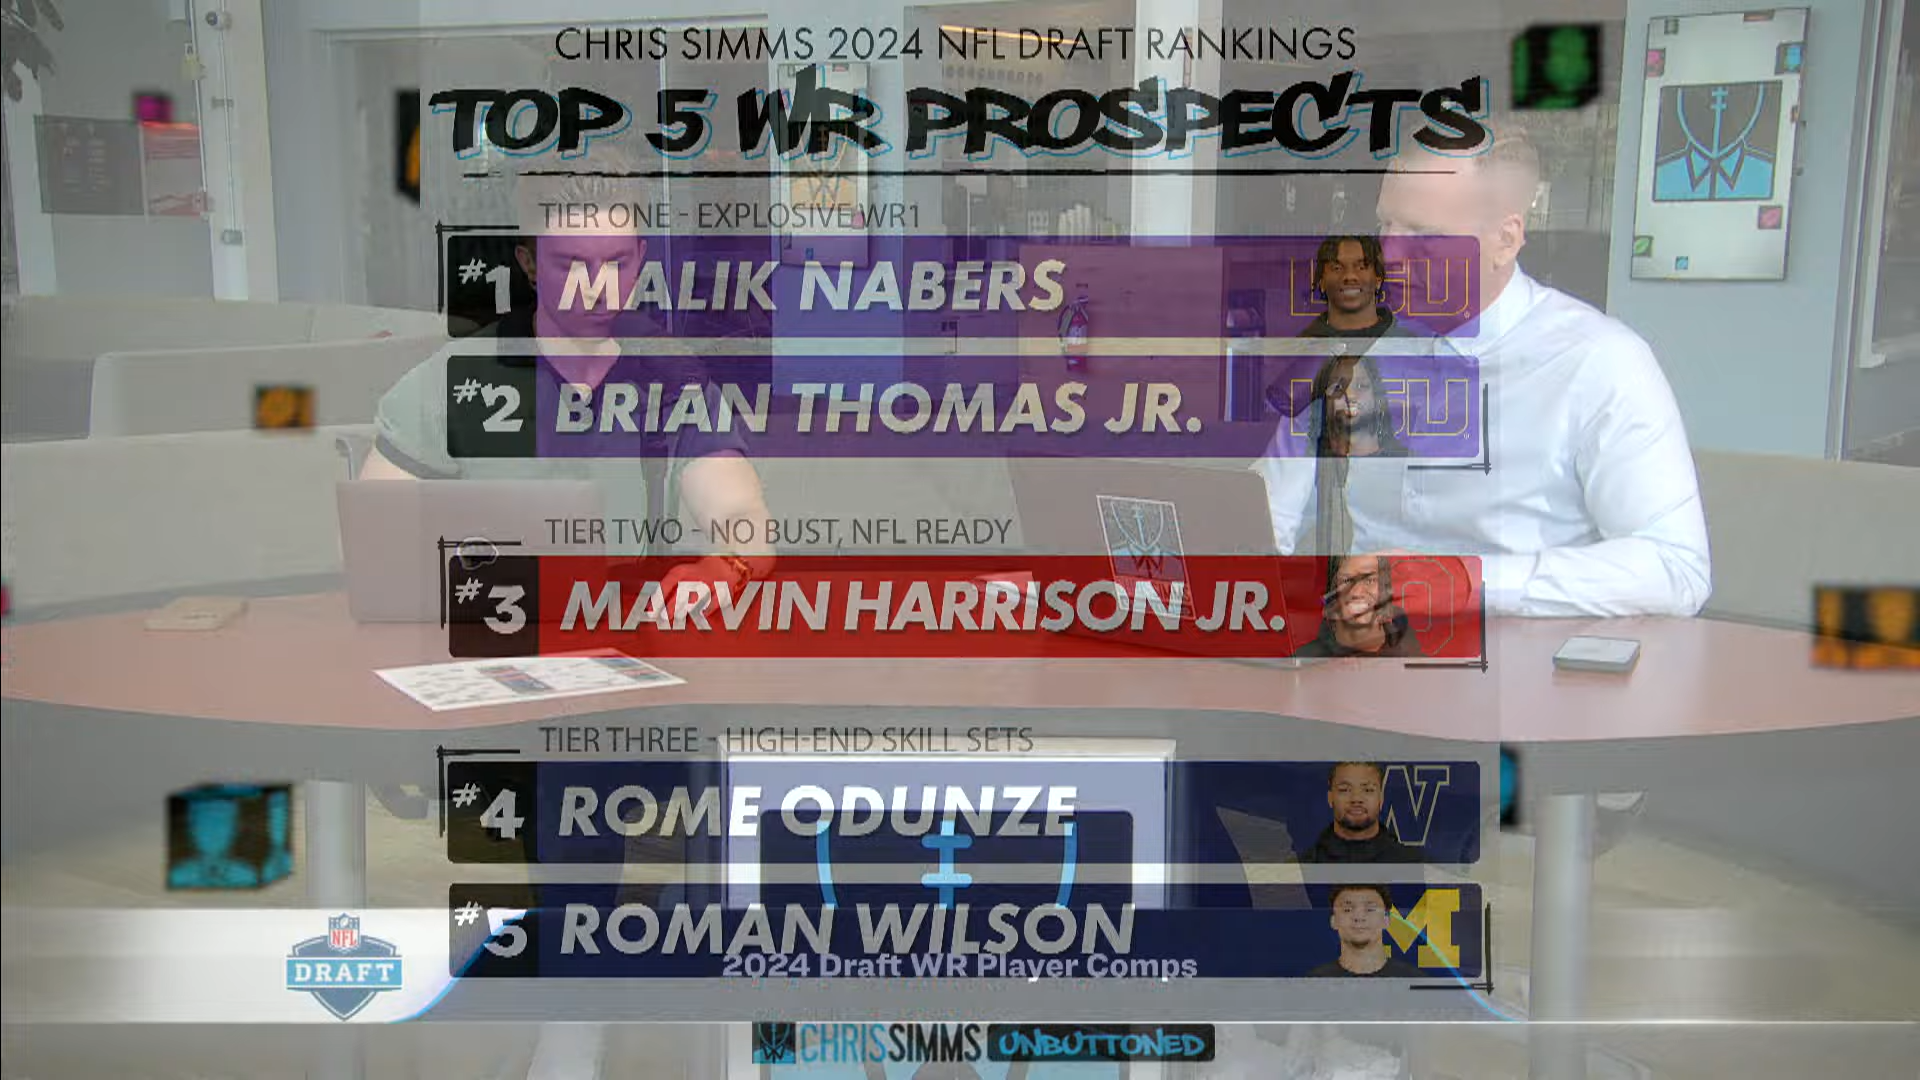 CHRIS SIMMS 2024 NFL DRAFT RANKINGS
TOP 5 WR PROSPECTS
TIER ONE - EXPLOSIVE WR1
#1 MALIK NABERS LSU
#2 BRIAN THOMAS JR. LSU
TIER TWO - NO BUST, NFL READY
#3 MARVIN HARRISON JR. O
TIER THREE - HIGH-END SKILL SETS
#4 ROME ODUNZE W
#5 ROMAN WILSON M
NFL
DRAFT
2024 Draft WR Player Comps
CHRIS SIMMS UNBUTTONED